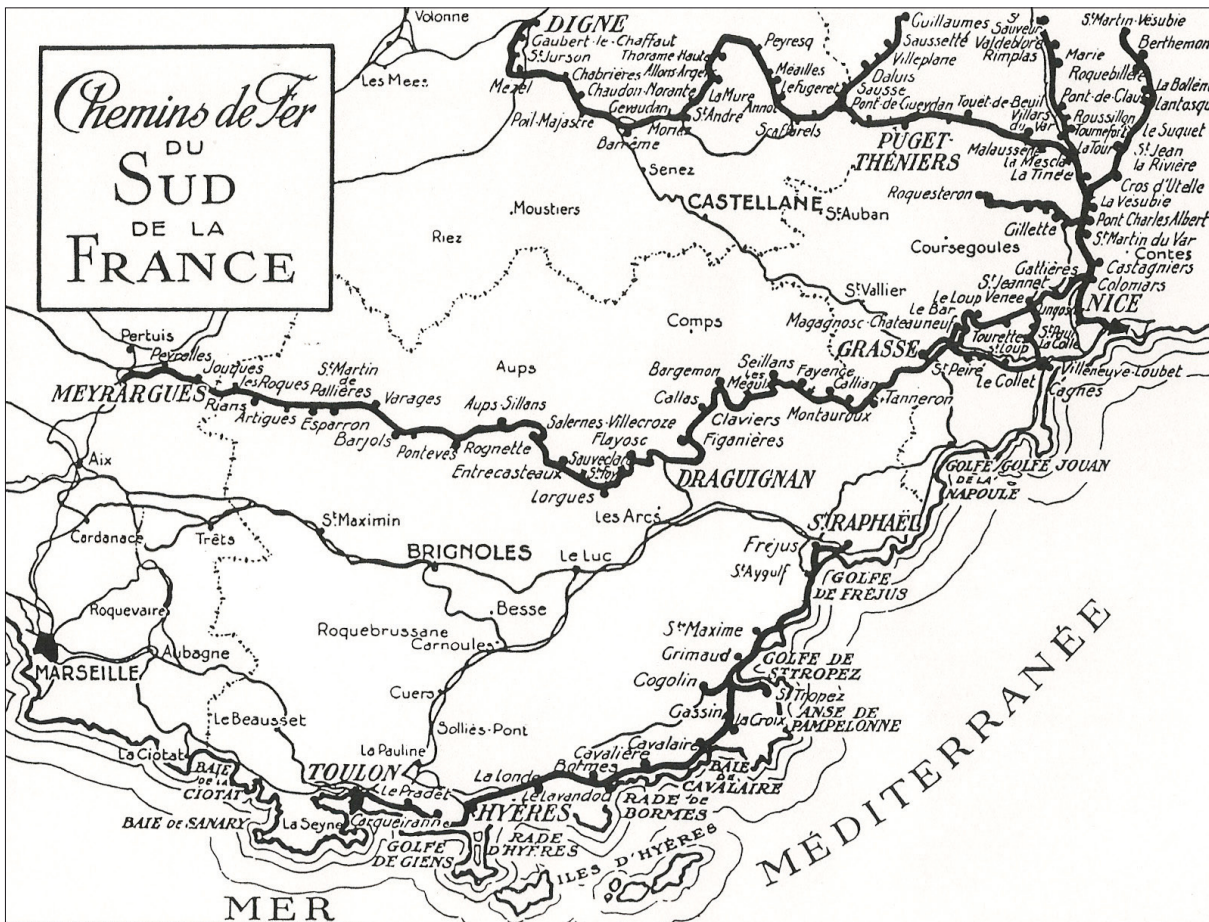 Chemins de Fer
DU
SUD
DE LA
FRANCE
Volonne
Les Mees
DIGNE
Gaubert-le-Chaffaut
St Jurson
Mezel
Chabrières
Chaudon-Norante
Poil-Majastre
Gevaudan
Barrême
Moriez
St André
La Mure
Allons Argens
Thorame Haute
Peyresq
Méailles
Le Fugeret
Annot
Scaffarels
Guillaumes
Saussette
Villeplane
Daluis
Sausse
Pont-de-Gueydan
PUGET-
THÉNIERS
Touët-de-Beuil
Villars
du Var
Malaussène
la Mescla
La Tinée
St
Sauveur
Valdeblore
Rimplas
Marie
Roquebillère
Pont-de-Clans
Roussillon
Tournefort
La Tour
St Martin-Vésubie
Berthemon
La Bollène
Lantosque
le Suquet
St Jean
la Rivière
Cros d'Utelle
La Vésubie
Pont Charles Albert
St Martin du Var
Contes
Castagniers
Colomars
NICE
Roquesteron
Gillette
Coursegoules
Gattières
St Jeannet
Vence
Le Loup
le Bar
Magagnosc-Chateauneuf
GRASSE
Tourettes
St Loup
St Paul
La Colle
St Peiré
le Collet
Villeneuve-Loubet
Cagnes
Senez
CASTELLANE
St Auban
Moustiers
Riez
St Vallier
Comps
Aups
Pertuis
Peyrolles
MEYRARGUES
Jouques
Rians
les Roques
Artigues
St Martin
de
Pallières
Esparron
Varages
Barjols
Pontevès
Aups-Sillans
Rognette
Salernes-Villecroze
Entrecasteaux
Sauveclare
Flayosc
Lorgues
DRAGUIGNAN
Figanières
Claviers
Callas
Bargemon
Seillans
les
Fayence
Montauroux
Callian
Tanneron
Aix
Cardanace
Trêts
St Maximin
BRIGNOLES
Le Luc
les Arcs
Besse
Roquebrussane
Carnoules
Cuers
Solliès-Pont
La Pauline
Roquevaire
Aubagne
MARSEILLE
Le Beausset
La Ciotat
BAIE
DE LA
CIOTAT
BAIE DE SANARY
La Seyne
TOULON
Le Pradet
Carqueiranne
GOLFE
DE GIENS
HYÈRES
RADE
D'HYÈRES
La Londe
Le Lavandou
Bormes
Cavalière
Cavalaire
RADE DE
BORMES
BAIE
DE
CAVALAIRE
la Croix
Gassin
Cogolin
Grimaud
Ste Maxime
St Tropez
GOLFE DE
ST TROPEZ
ANSE DE
PAMPELONNE
St Aygulf
Fréjus
St RAPHAËL
GOLFE
DE FRÉJUS
GOLFE
DE LA
NAPOULE
GOLFE JOUAN
ILES D'HYÈRES
MER
MÉDITERRANÉE